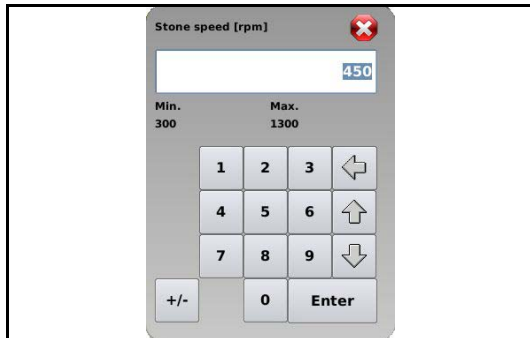 Stone speed [rpm]
450
Min. Max.
300 1300
1 2 3
4 5 6
7 8 9
+/- 0 Enter